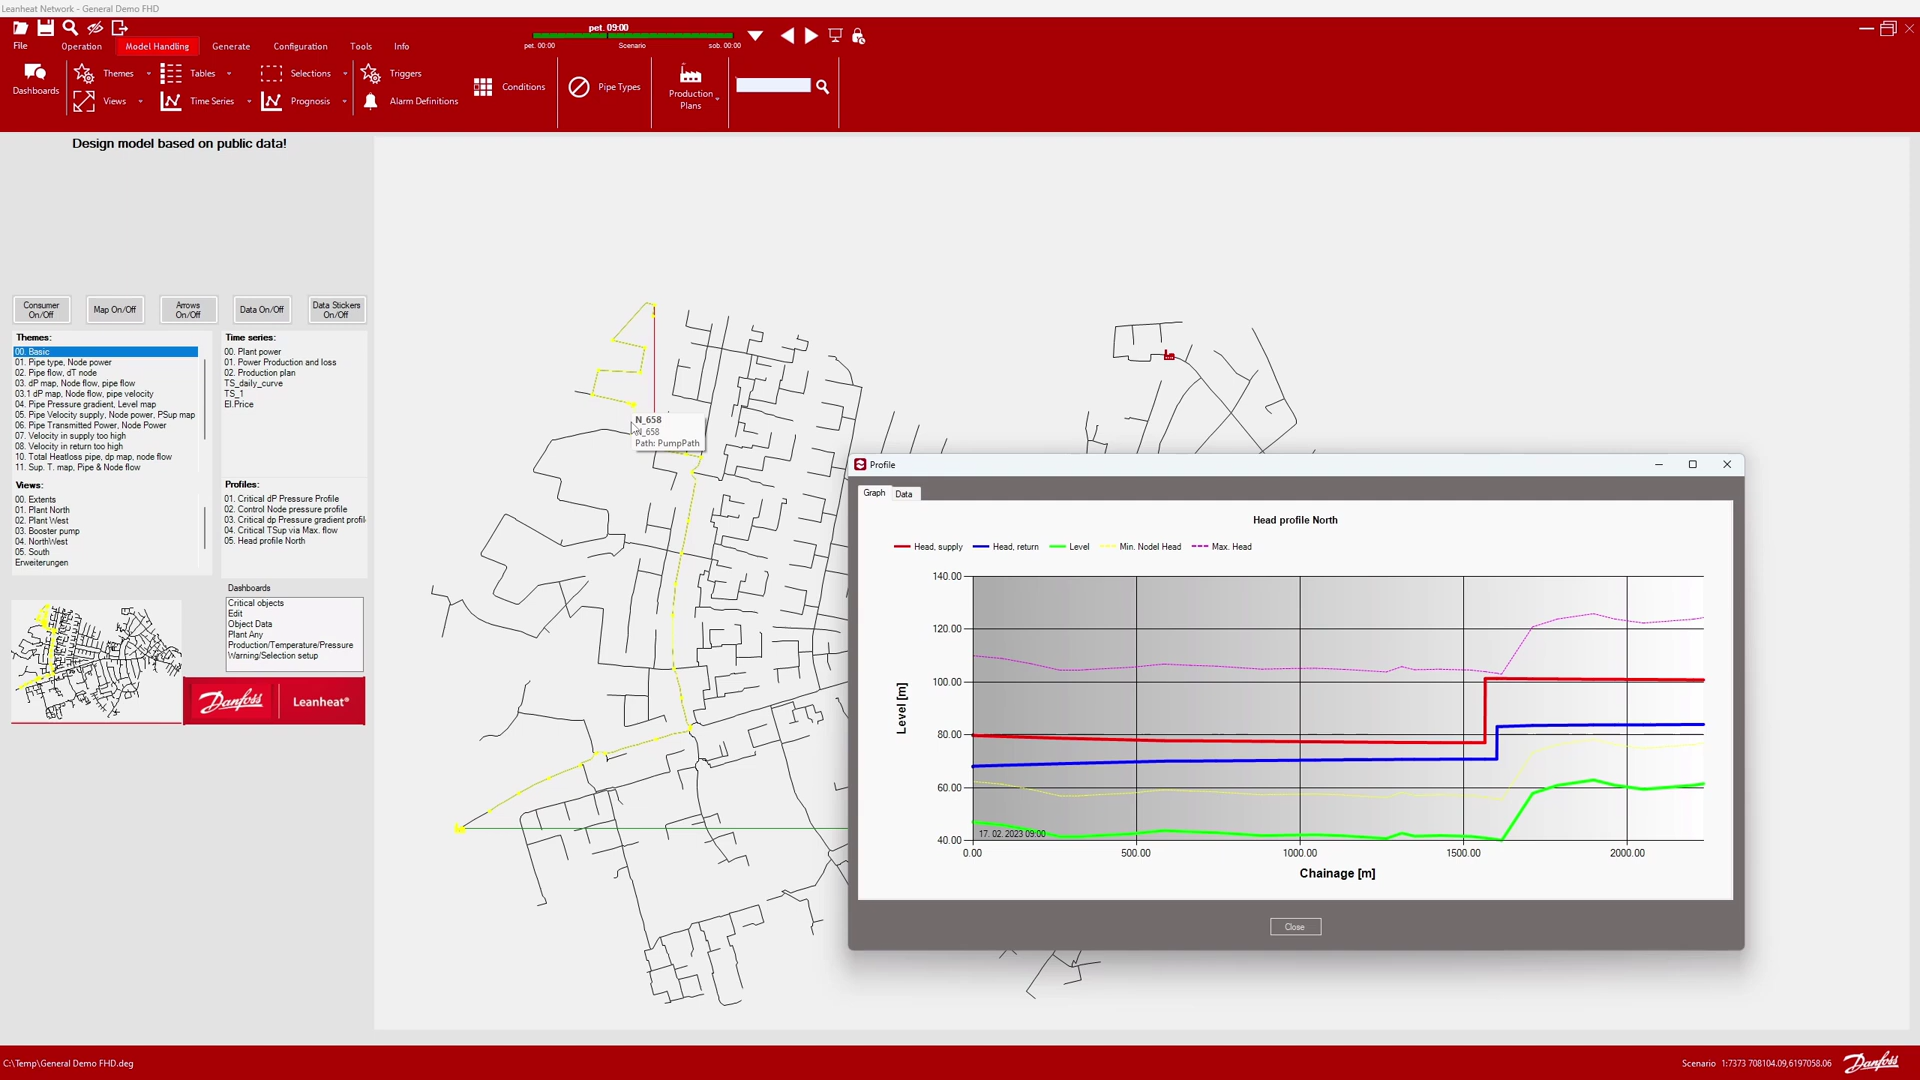 Leanheat Network - General Demo FHD
pet. 09:00
pet. 00:00 Scenario sob. 00:00
File Operation Model Handling Generate Configuration Tools Info
Dashboards
Themes
Views
Tables
Time Series
Selections
Prognosis
Triggers
Alarm Definitions
Conditions
Pipe Types
Production
Plans
Design model based on public data!
Consumer
On/Off
Map On/Off
Arrows
On/Off
Data On/Off
Data Stickers
On/Off
Themes:
00. Basic
01. Pipe type, Node power
02. Pipe flow, dT node
03. dP map, Node flow, pipe flow
03.1 dP map, Node flow, pipe velocity
04. Pipe Pressure gradient, Level map
05. Pipe Velocity supply, Node power, PSup map
06. Pipe Transmitted Power, Node Power
07. Velocity in supply too high
08. Velocity in return too high
10. Total Heatloss pipe, dp map, node flow
11. Sup. T. map, Pipe & Node flow
Time series:
00. Plant power
01. Power Production and loss
02. Production plan
TS_daily_curve
TS_1
El.Price
Views:
00. Extents
01. Plant North
02. Plant West
03. Booster pump
04. NorthWest
05. South
Erweiterungen
Profiles:
01. Critical dP Pressure Profile
02. Control Node pressure profile
03. Critical dp Pressure gradient profil
04. Critical TSup via Max. flow
05. Head profile North
Dashboards
Critical objects
Edit
Object Data
Plant Any
Production/Temperature/Pressure
Warning/Selection setup
Danfoss Leanheat®
N_658
N_658
Path: PumpPath
Profile
Graph Data
Head profile North
Head, supply Head, return Level Min. Nodel Head Max. Head
140.00
120.00
100.00
80.00
60.00
40.00
Level [m]
17. 02. 2023 09:00
0.00 500.00 1000.00 1500.00 2000.00
Chainage [m]
Close
C:\Temp\General Demo FHD.deg
Scenario 1:7373 708104.09,6197058.06
Danfoss